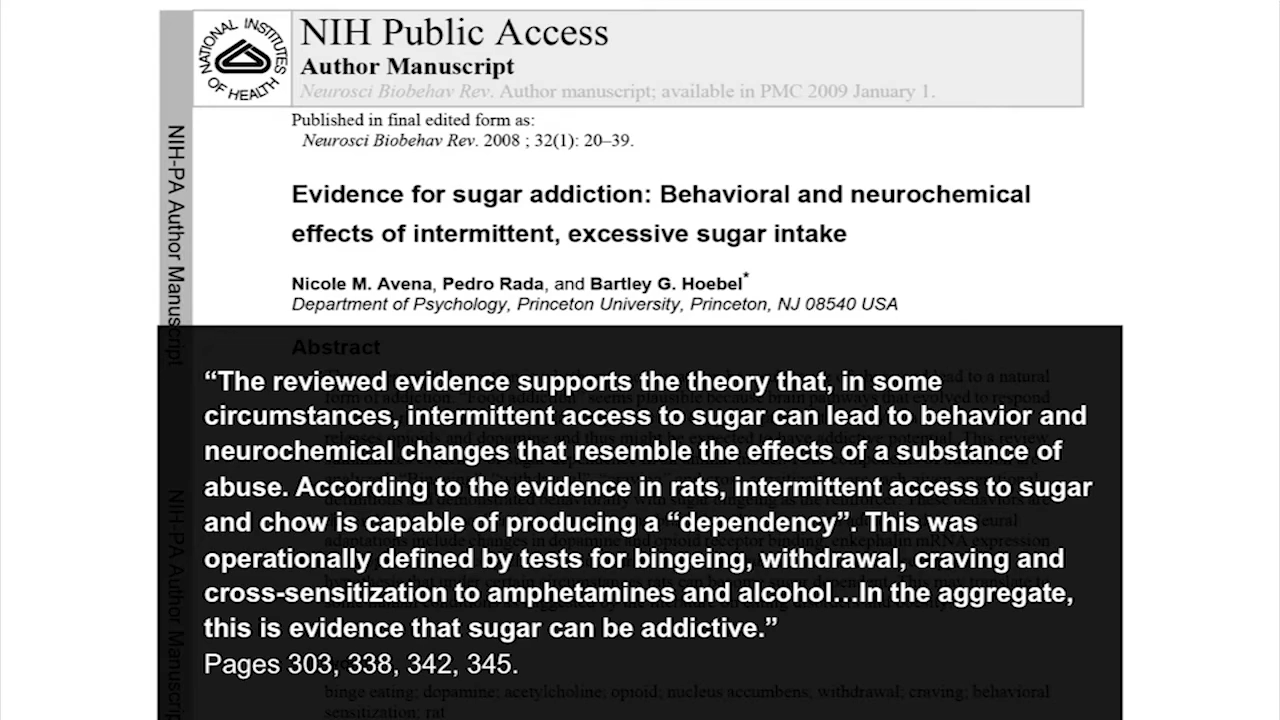 NATIONAL INSTITUTES OF HEALTH
NIH Public Access
Author Manuscript
Neurosci Biobehav Rev. Author manuscript; available in PMC 2009 January 1.
Published in final edited form as:
Neurosci Biobehav Rev. 2008 ; 32(1): 20–39.
Evidence for sugar addiction: Behavioral and neurochemical
effects of intermittent, excessive sugar intake
Nicole M. Avena, Pedro Rada, and Bartley G. Hoebel*
Department of Psychology, Princeton University, Princeton, NJ 08540 USA
NIH-PA Author Manuscript
Abstract
“The reviewed evidence supports the theory that, in some
circumstances, intermittent access to sugar can lead to behavior and
neurochemical changes that resemble the effects of a substance of
abuse. According to the evidence in rats, intermittent access to sugar
and chow is capable of producing a “dependency”. This was
operationally defined by tests for bingeing, withdrawal, craving and
cross-sensitization to amphetamines and alcohol…In the aggregate,
this is evidence that sugar can be addictive.”
Pages 303, 338, 342, 345.
NIH-PA Author Manuscript
binge eating; dopamine; acetylcholine; opioid; nucleus accumbens; withdrawal; craving; behavioral
sensitization; rat